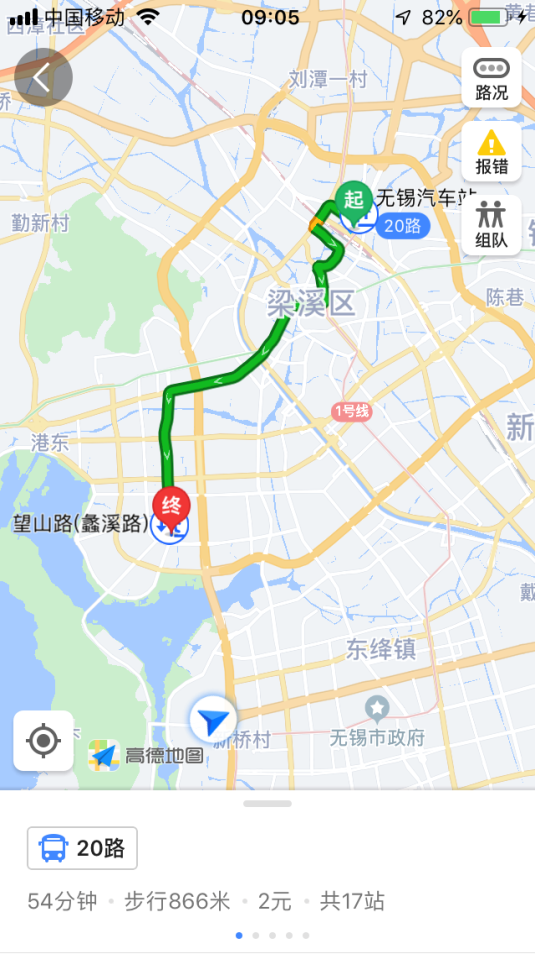 中国移动
09:05
82%
西漳社区
刘潭一村
路况
报错
组队
起
无锡汽车站
20路
勤新村
梁溪区
陈巷
1号线
新
港东
终
望山路(蠡溪路)
东绛镇
新桥村
无锡市政府
高德地图
20路
54分钟 · 步行866米 · 2元 · 共17站